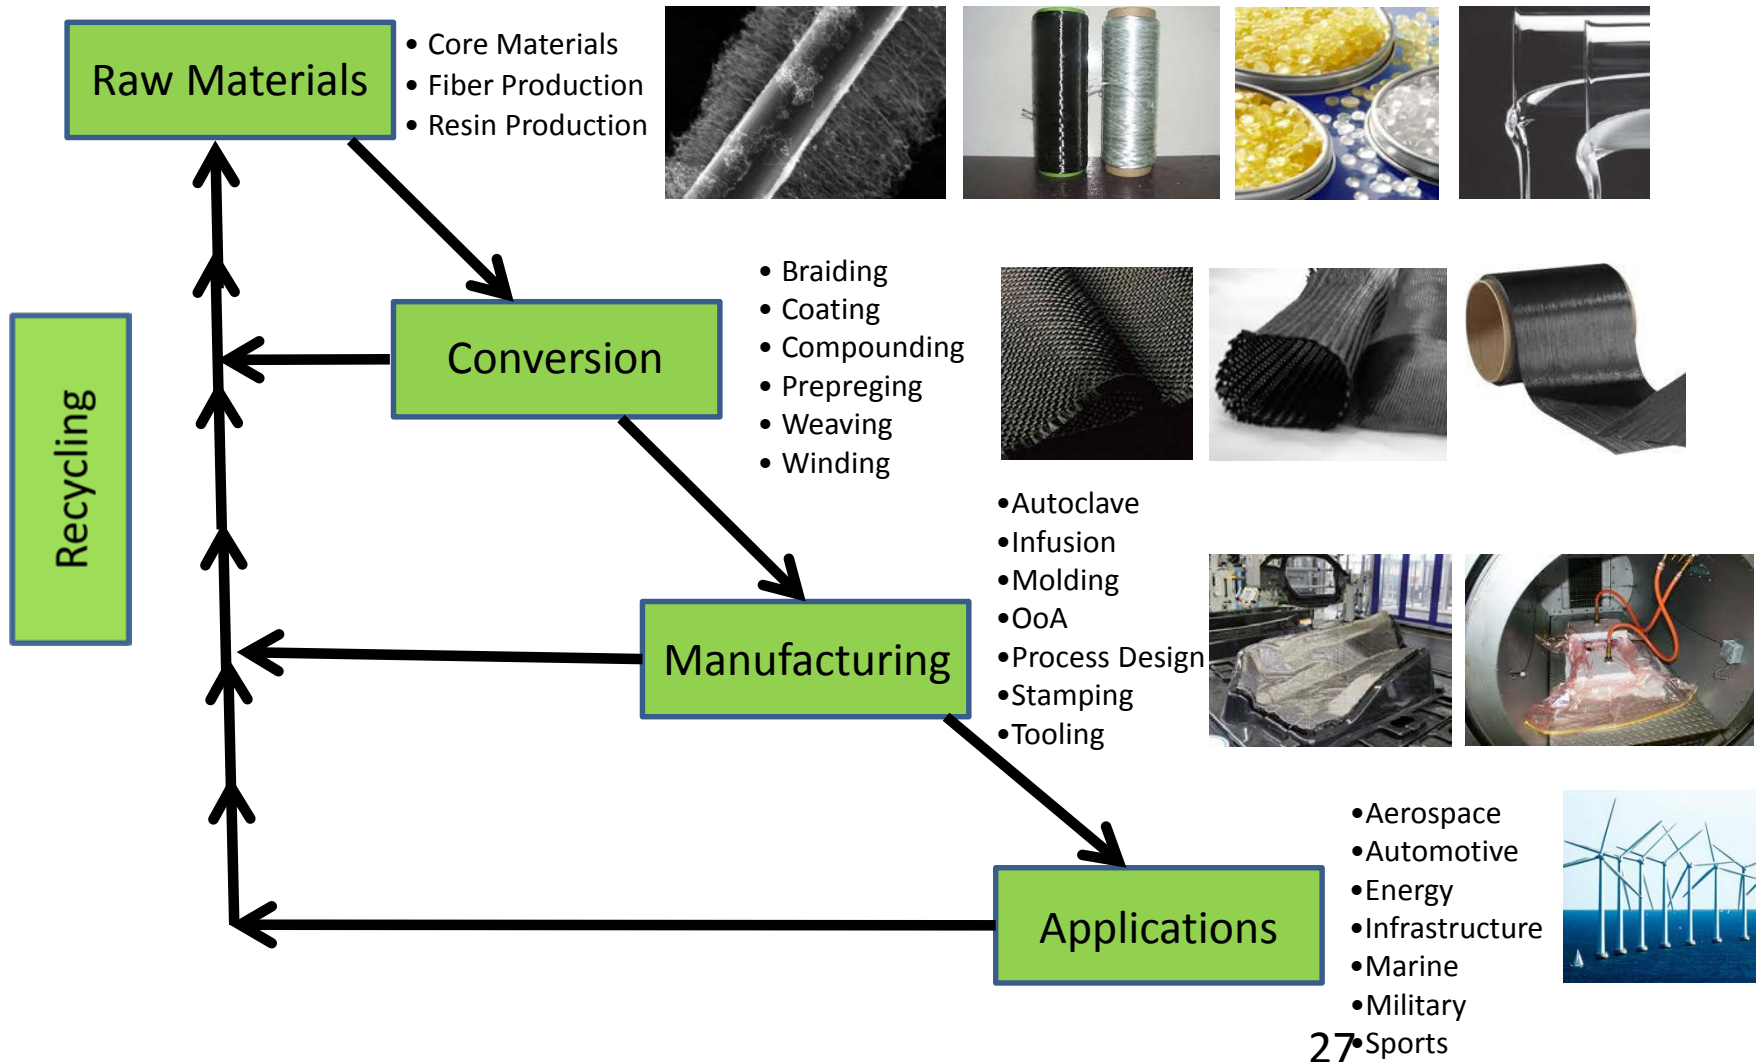 Raw Materials
• Core Materials
• Fiber Production
• Resin Production
Recycling
Conversion
• Braiding
• Coating
• Compounding
• Prepreging
• Weaving
• Winding
Manufacturing
•Autoclave
•Infusion
•Molding
•OoA
•Process Design
•Stamping
•Tooling
Applications
•Aerospace
•Automotive
•Energy
•Infrastructure
•Marine
•Military
•Sports
27